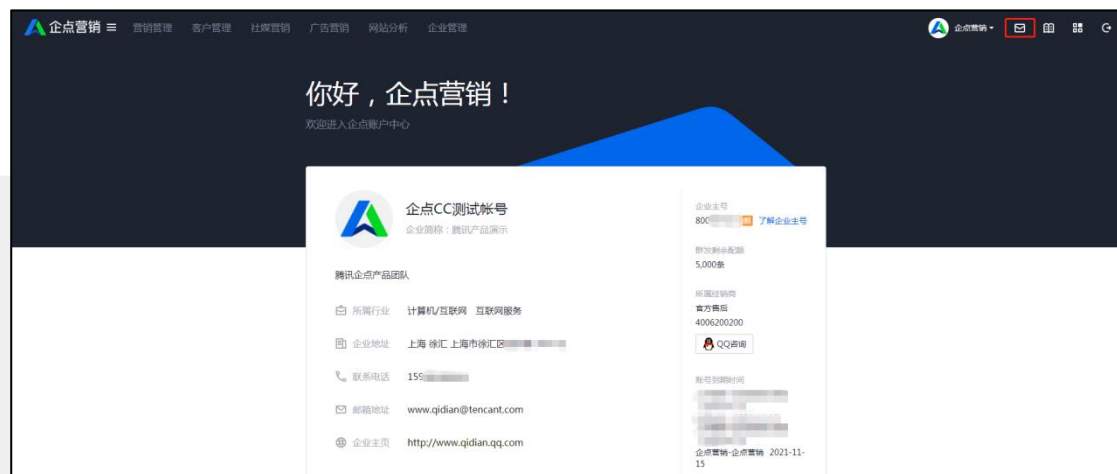 企点营销
营销管理 客户管理 社媒营销 广告营销 网站分析 企业管理
企点营销
你好，企点营销！
欢迎进入企点账户中心
企点CC测试帐号
企业简称：腾讯产品演示
腾讯企点产品团队
所属行业 计算机/互联网 互联网服务
企业地址 上海 徐汇 上海市徐汇区
联系电话 159
邮箱地址 www.qidian@tencant.com
企业主页 http://www.qidian.qq.com
企业主号
800 了解企业主号
群发剩余配额
5,000条
所属经销商
官方售后
4006200200
QQ咨询
账号到期时间
企点营销-企点营销 2021-11-
15